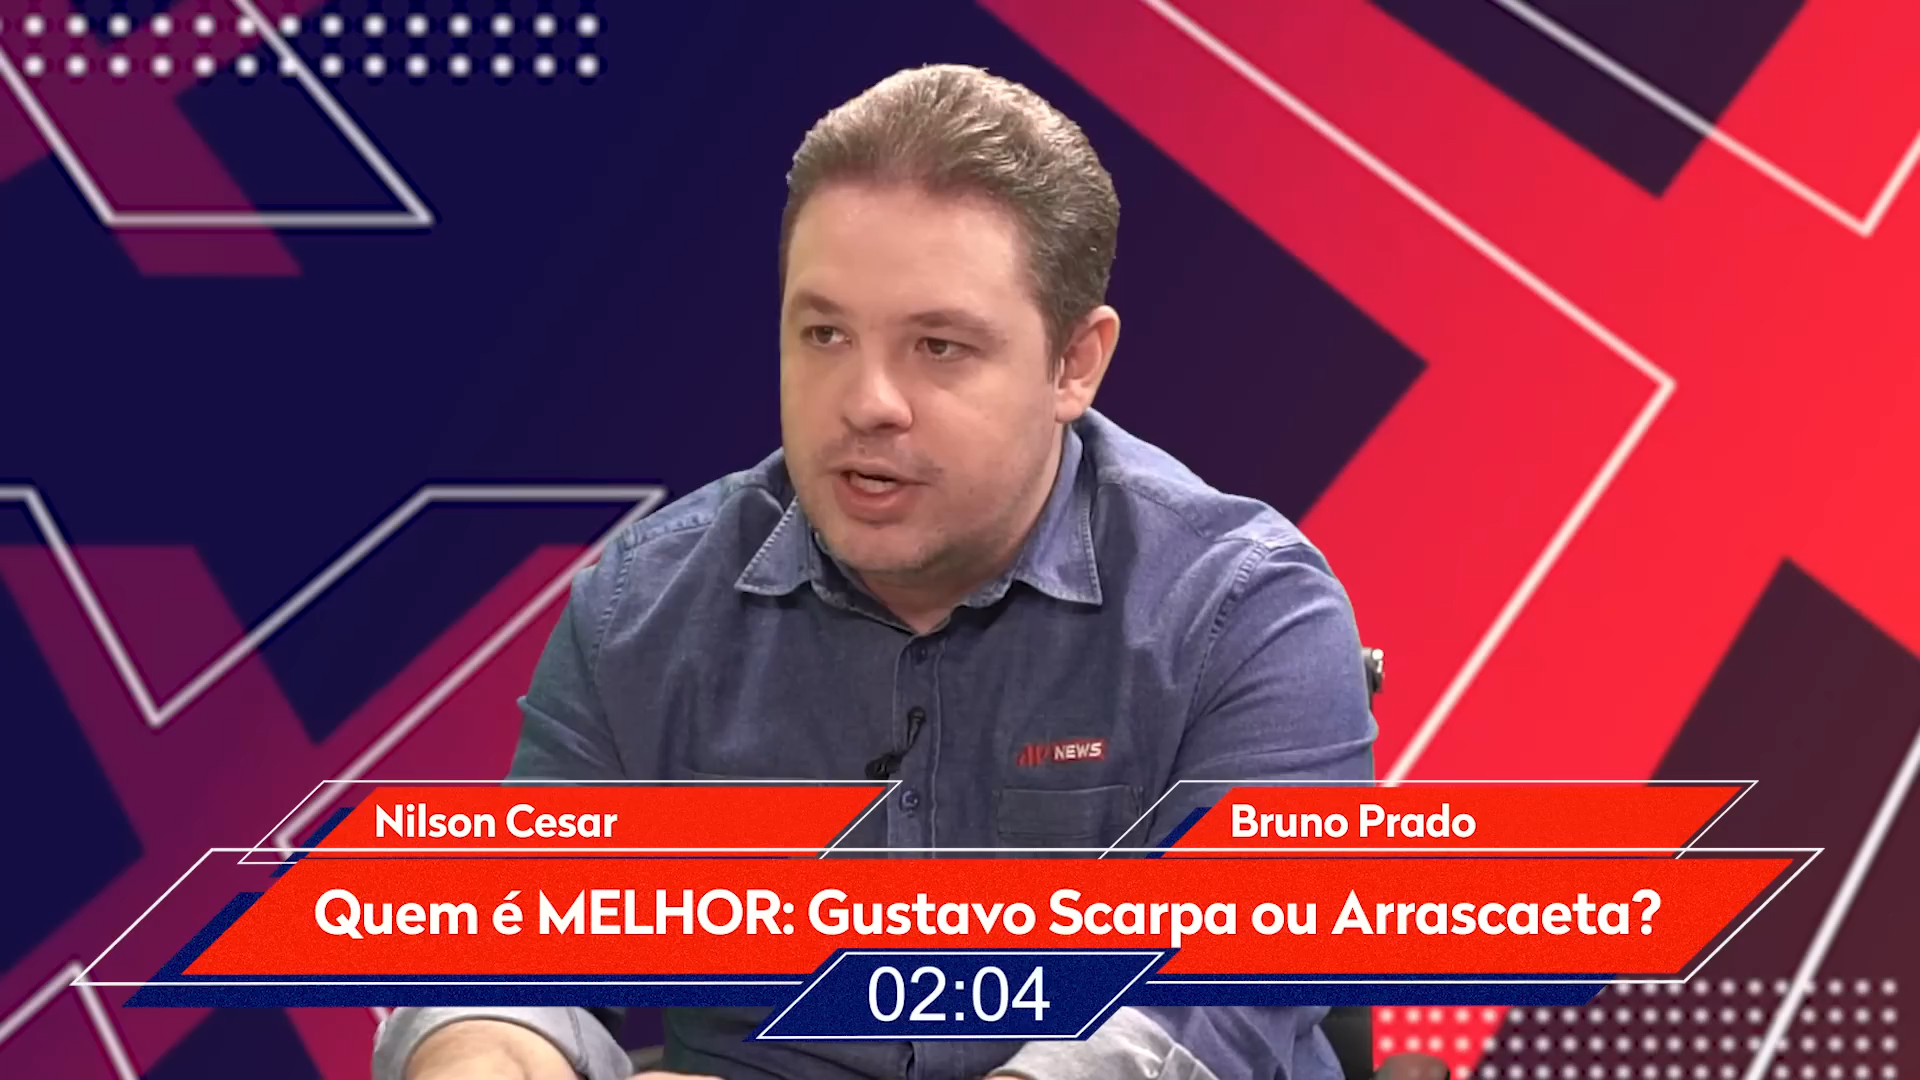 NEWS
Nilson Cesar
Bruno Prado
Quem é MELHOR: Gustavo Scarpa ou Arrascaeta?
02:04